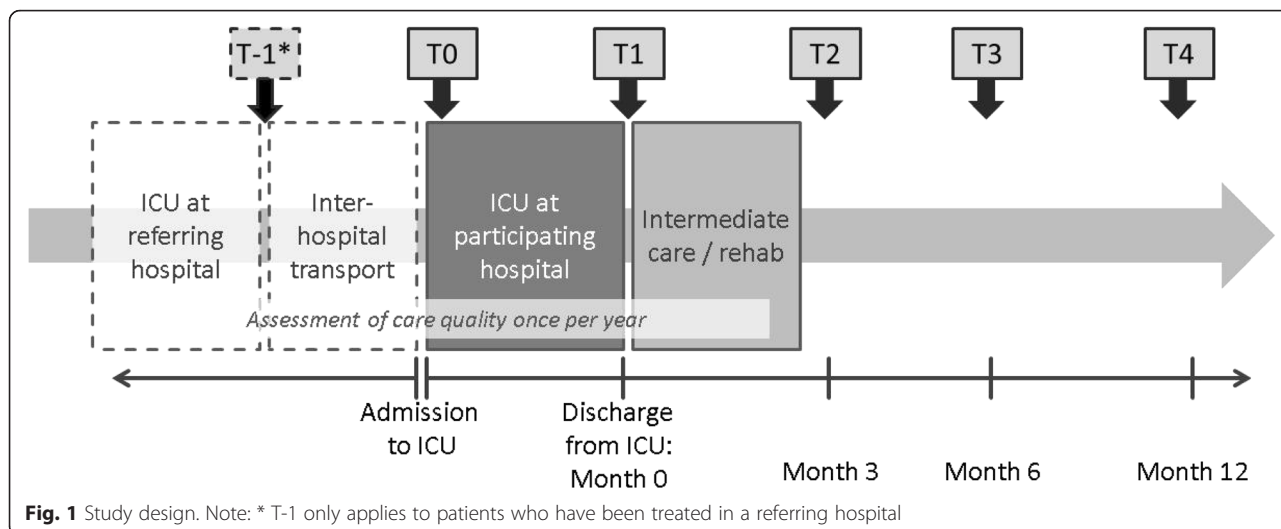 T-1*
T0
T1
T2
T3
T4
ICU at
referring
hospital
Inter-
hospital
transport
ICU at
participating
hospital
Intermediate
care / rehab
Assessment of care quality once per year
Admission
to ICU
Discharge
from ICU:
Month 0
Month 3
Month 6
Month 12
Fig. 1 Study design. Note: * T-1 only applies to patients who have been treated in a referring hospital